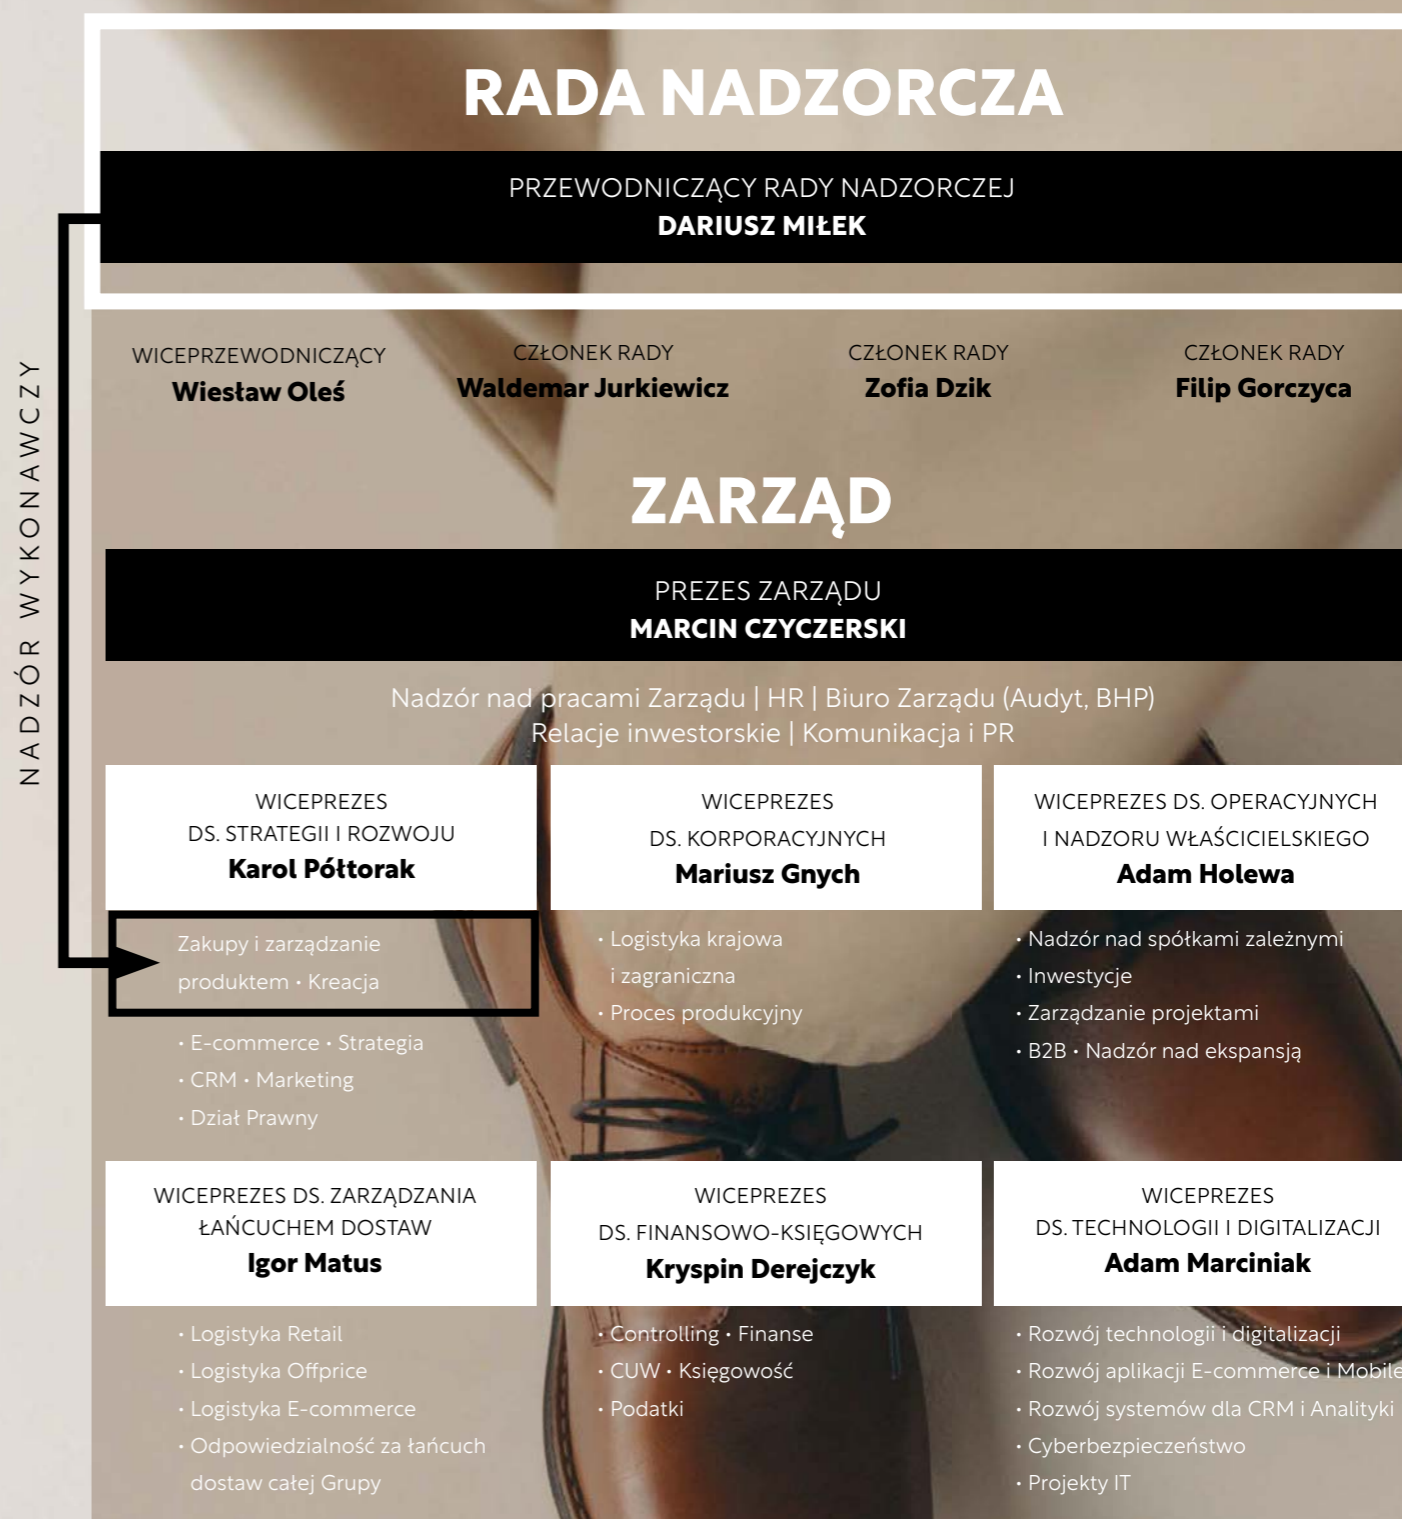 RADA NADZORCZA
PRZEWODNICZĄCY RADY NADZORCZEJ
DARIUSZ MIŁEK
NADZÓR WYKONAWCZY
WICEPRZEWODNICZĄCY
Wiesław Oleś
CZŁONEK RADY
Waldemar Jurkiewicz
CZŁONEK RADY
Zofia Dzik
CZŁONEK RADY
Filip Gorczyca
ZARZĄD
PREZES ZARZĄDU
MARCIN CZYCZERSKI
Nadzór nad pracami Zarządu | HR | Biuro Zarządu (Audyt, BHP)
Relacje inwestorskie | Komunikacja i PR
WICEPREZES
DS. STRATEGII I ROZWOJU
Karol Półtorak
Zakupy i zarządzanie
produktem • Kreacja
• E-commerce • Strategia
• CRM • Marketing
• Dział Prawny
WICEPREZES
DS. KORPORACYJNYCH
Mariusz Gnych
• Logistyka krajowa
i zagraniczna
• Proces produkcyjny
WICEPREZES DS. OPERACYJNYCH
I NADZORU WŁAŚCICIELSKIEGO
Adam Holewa
• Nadzór nad spółkami zależnymi
• Inwestycje
• Zarządzanie projektami
• B2B • Nadzór nad ekspansją
WICEPREZES DS. ZARZĄDZANIA
ŁAŃCUCHEM DOSTAW
Igor Matus
• Logistyka Retail
• Logistyka Offprice
• Logistyka E-commerce
• Odpowiedzialność za łańcuch
dostaw całej Grupy
WICEPREZES
DS. FINANSOWO-KSIĘGOWYCH
Kryspin Derejczyk
• Controlling • Finanse
• CUW • Księgowość
• Podatki
WICEPREZES
DS. TECHNOLOGII I DIGITALIZACJI
Adam Marciniak
• Rozwój technologii i digitalizacji
• Rozwój aplikacji E-commerce i Mobile
• Rozwój systemów dla CRM i Analityki
• Cyberbezpieczeństwo
• Projekty IT